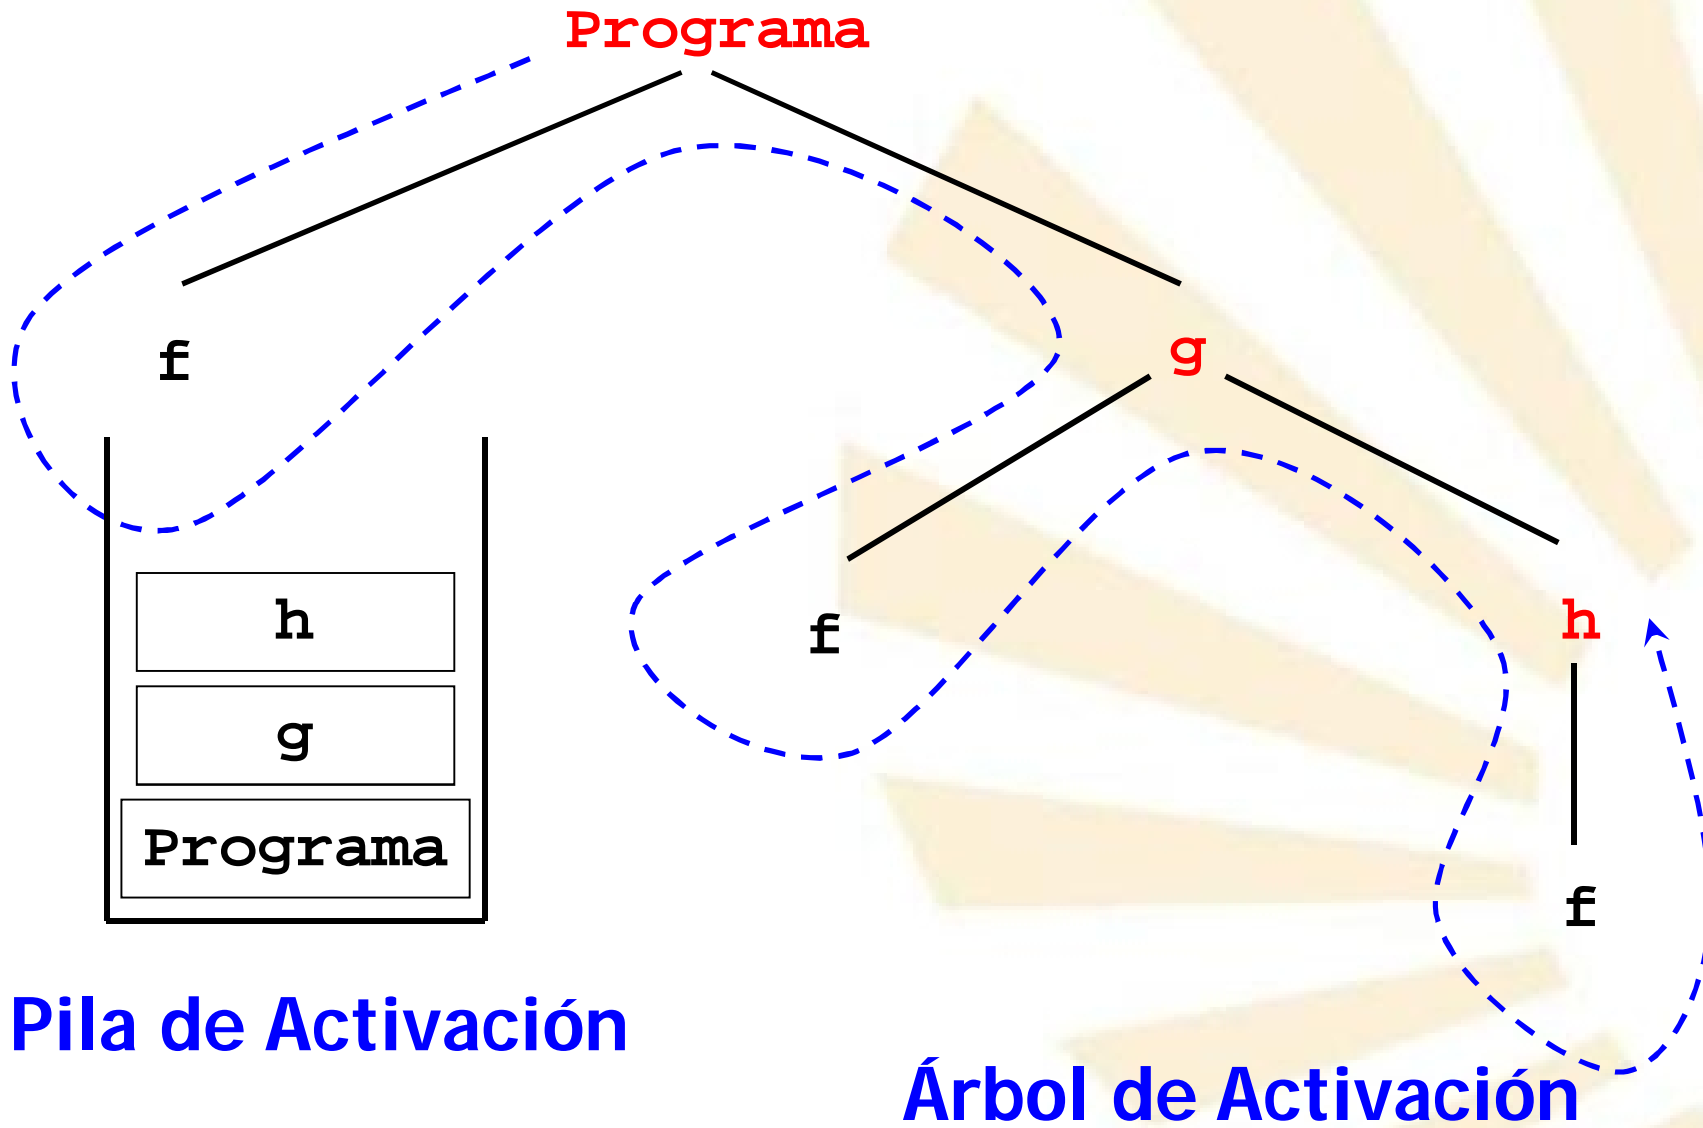 Programa
f
g
f
h
h
g
Programa
f
Pila de Activación
Árbol de Activación